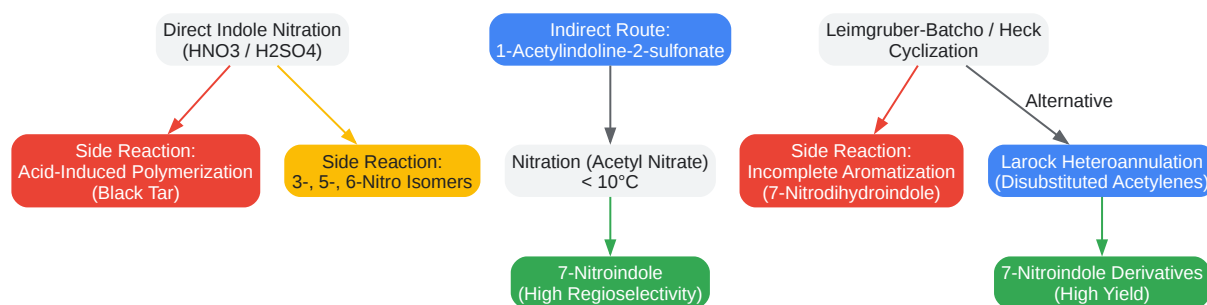 Direct Indole Nitration
(HNO3 / H2SO4)
Indirect Route:
1-Acetylindoline-2-sulfonate
Leimgruber-Batcho / Heck
Cyclization
Alternative
Side Reaction:
Acid-Induced Polymerization
(Black Tar)
Side Reaction:
3-, 5-, 6-Nitro Isomers
Nitration (Acetyl Nitrate)
< 10°C
Side Reaction:
Incomplete Aromatization
(7-Nitrodihydroindole)
Larock Heteroannulation
(Disubstituted Acetylenes)
7-Nitroindole
(High Regioselectivity)
7-Nitroindole Derivatives
(High Yield)